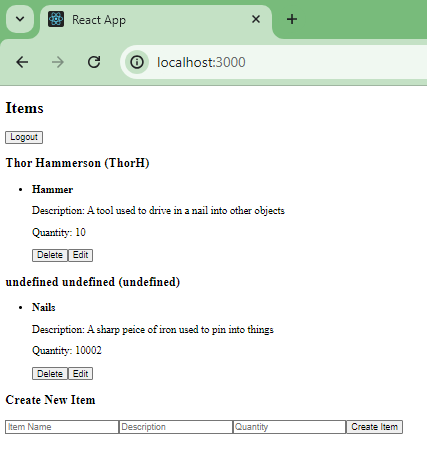 React App
localhost:3000
Items
Logout
Thor Hammerson (ThorH)
Hammer
Description: A tool used to drive in a nail into other objects
Quantity: 10
Delete Edit
undefined undefined (undefined)
Nails
Description: A sharp peice of iron used to pin into things
Quantity: 10002
Delete Edit
Create New Item
Item Name Description Quantity Create Item